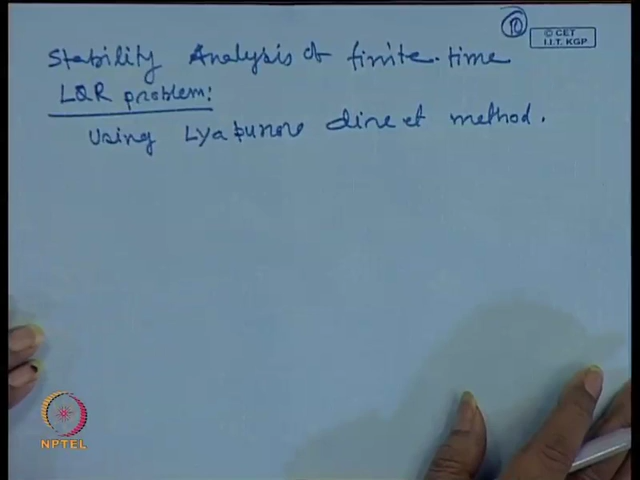 10
© CET
I.I.T. KGP
Stability Analysis of finite-time
LQR problem:
Using Lyapunov direct method.
NPTEL